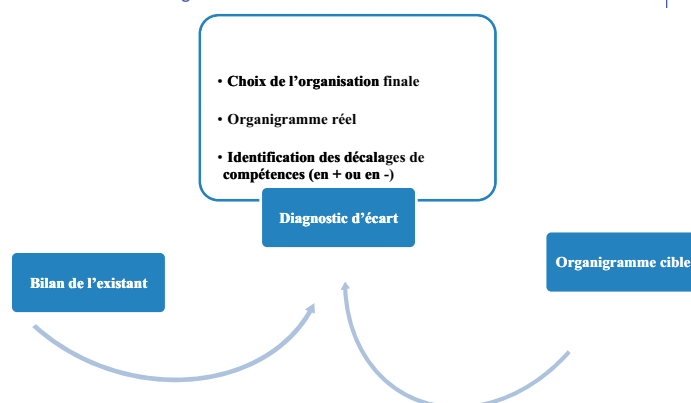 • Choix de l’organisation finale
• Organigramme réel
• Identification des décalages de
compétences (en + ou en -)
Diagnostic d’écart
Bilan de l’existant
Organigramme cible